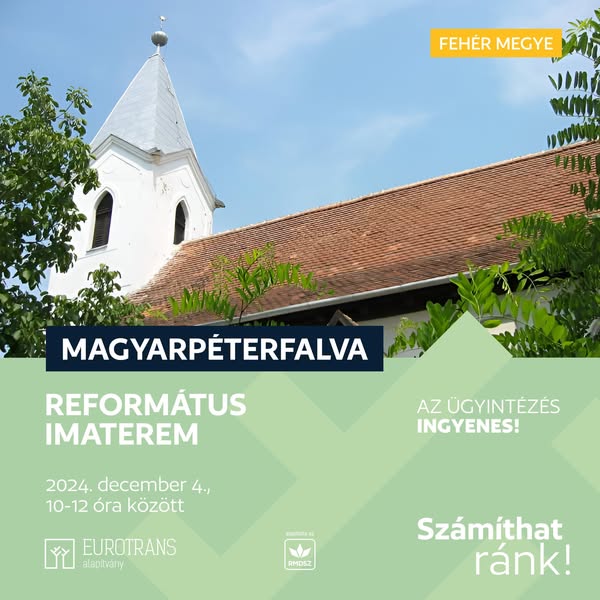 FEHÉR MEGYE
MAGYARPÉTERFALVA
REFORMÁTUS
IMATEREM
AZ ÜGYINTÉZÉS
INGYENES!
2024. december 4.,
10-12 óra között
Számíthat
ránk!
EUROTRANS
alapítvány
RMDSZ